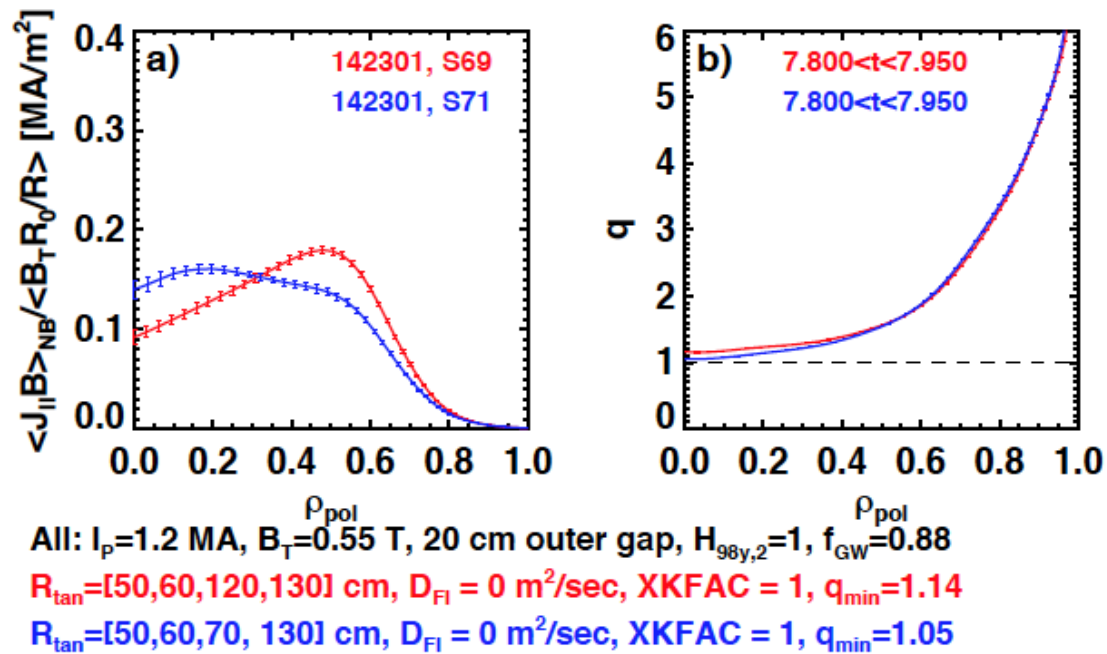 a)
142301, S69
142301, S71
<J||B>NB/<BTR0/R> [MA/m²]
0.4
0.3
0.2
0.1
0.0
0.0 0.2 0.4 0.6 0.8 1.0
ρpol
b)
7.800<t<7.950
7.800<t<7.950
q
6
5
4
3
2
1
0
0.0 0.2 0.4 0.6 0.8 1.0
ρpol
All: IP=1.2 MA, BT=0.55 T, 20 cm outer gap, H98y,2=1, fGW=0.88
Rtan=[50,60,120,130] cm, DFI = 0 m²/sec, XKFAC = 1, qmin=1.14
Rtan=[50,60,70, 130] cm, DFI = 0 m²/sec, XKFAC = 1, qmin=1.05